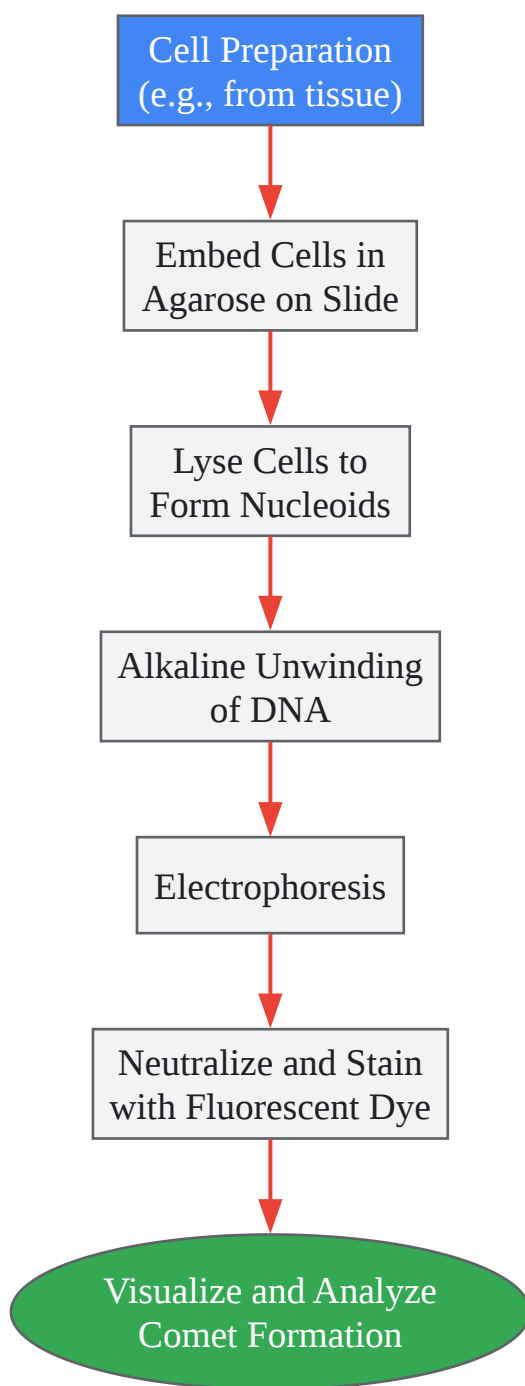 Cell Preparation
(e.g., from tissue)
Embed Cells in
Agarose on Slide
Lyse Cells to
Form Nucleoids
Alkaline Unwinding
of DNA
Electrophoresis
Neutralize and Stain
with Fluorescent Dye
Visualize and Analyze
Comet Formation